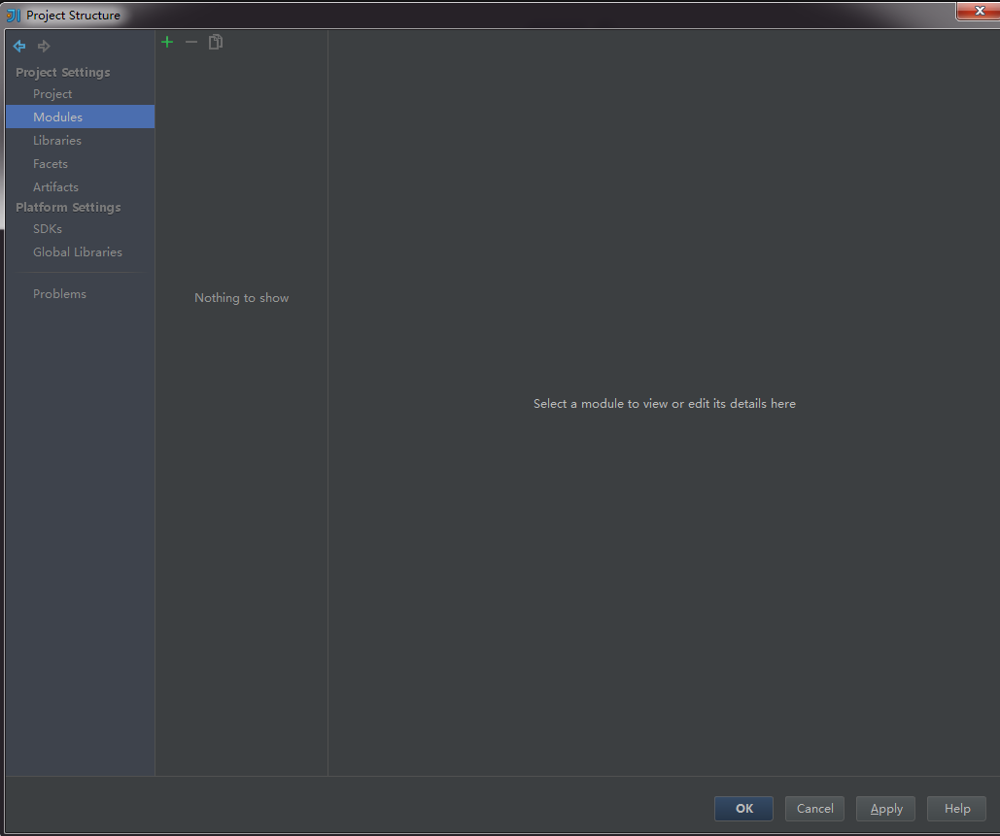 Project Structure
Project Settings
Project
Modules
Libraries
Facets
Artifacts
Platform Settings
SDKs
Global Libraries
Problems
Nothing to show
Select a module to view or edit its details here
OK Cancel Apply Help